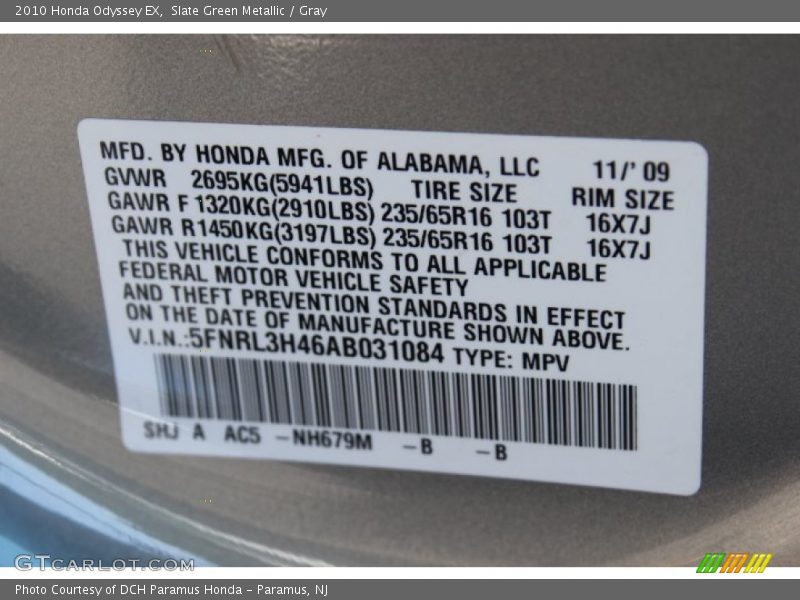 2010 Honda Odyssey EX, Slate Green Metallic / Gray
MFD. BY HONDA MFG. OF ALABAMA, LLC 11/' 09
GVWR 2695KG(5941LBS) TIRE SIZE RIM SIZE
GAWR F 1320KG(2910LBS) 235/65R16 103T 16X7J
GAWR R1450KG(3197LBS) 235/65R16 103T 16X7J
THIS VEHICLE CONFORMS TO ALL APPLICABLE
FEDERAL MOTOR VEHICLE SAFETY
AND THEFT PREVENTION STANDARDS IN EFFECT
ON THE DATE OF MANUFACTURE SHOWN ABOVE.
V.I.N.:5FNRL3H46AB031084 TYPE: MPV
SHJ A AC5 -NH679M -B -B
GTCARLOT.COM
Photo Courtesy of DCH Paramus Honda - Paramus, NJ